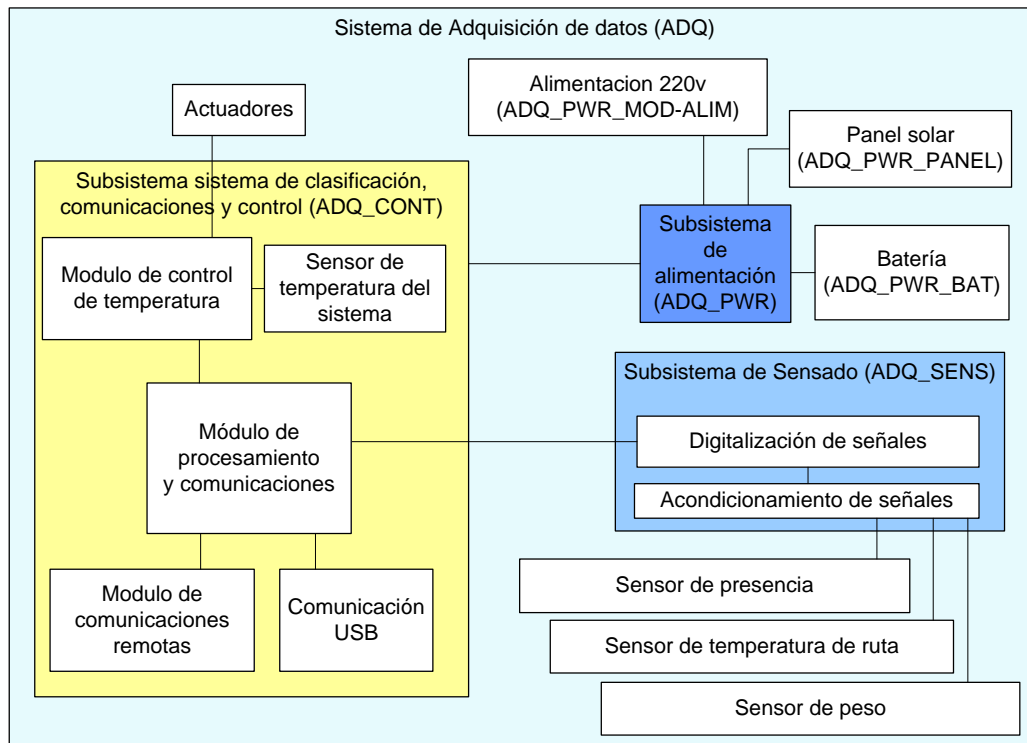 Sistema de Adquisición de datos (ADQ)
Actuadores
Alimentacion 220v
(ADQ_PWR_MOD-ALIM)
Panel solar
(ADQ_PWR_PANEL)
Subsistema sistema de clasificación,
comunicaciones y control (ADQ_CONT)
Modulo de control
de temperatura
Sensor de
temperatura del
sistema
Subsistema
de
alimentación
(ADQ_PWR)
Batería
(ADQ_PWR_BAT)
Subsistema de Sensado (ADQ_SENS)
Módulo de
procesamiento
y comunicaciones
Digitalización de señales
Acondicionamiento de señales
Modulo de
comunicaciones
remotas
Comunicación
USB
Sensor de presencia
Sensor de temperatura de ruta
Sensor de peso